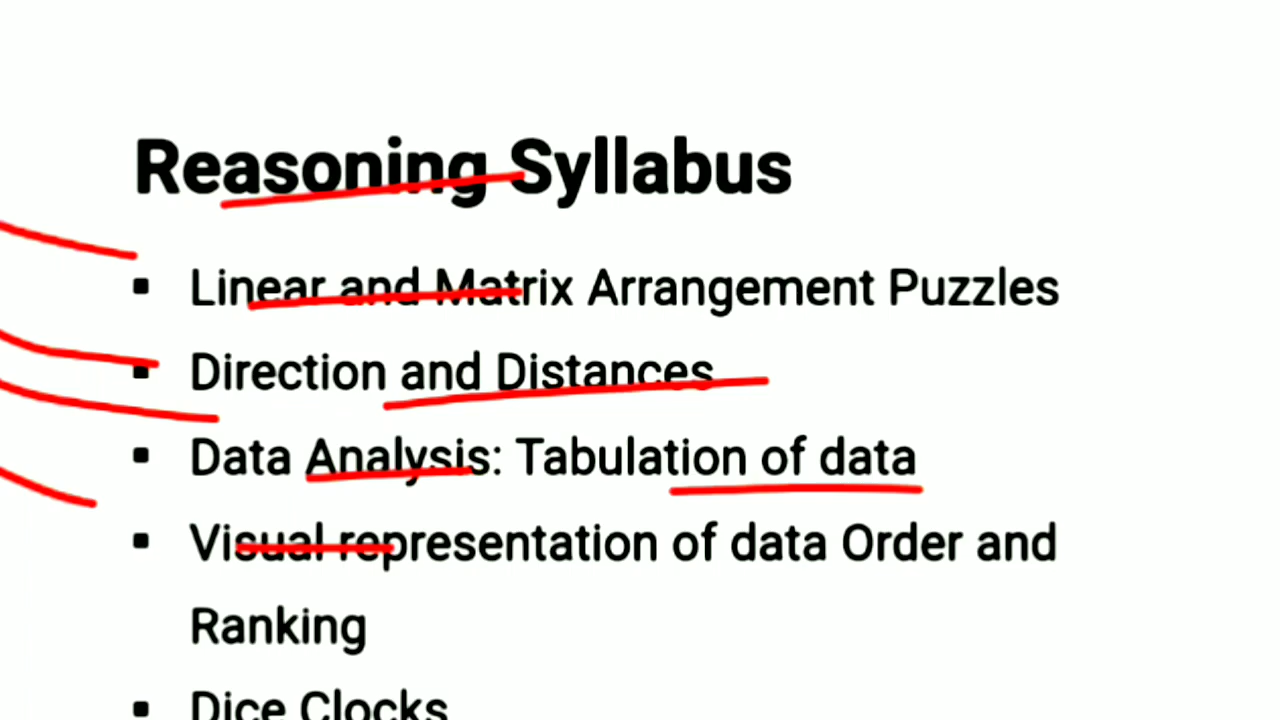 Reasoning Syllabus
▪ Linear and Matrix Arrangement Puzzles
▪ Direction and Distances
▪ Data Analysis: Tabulation of data
▪ Visual representation of data Order and
Ranking
▪ Dice Clocks